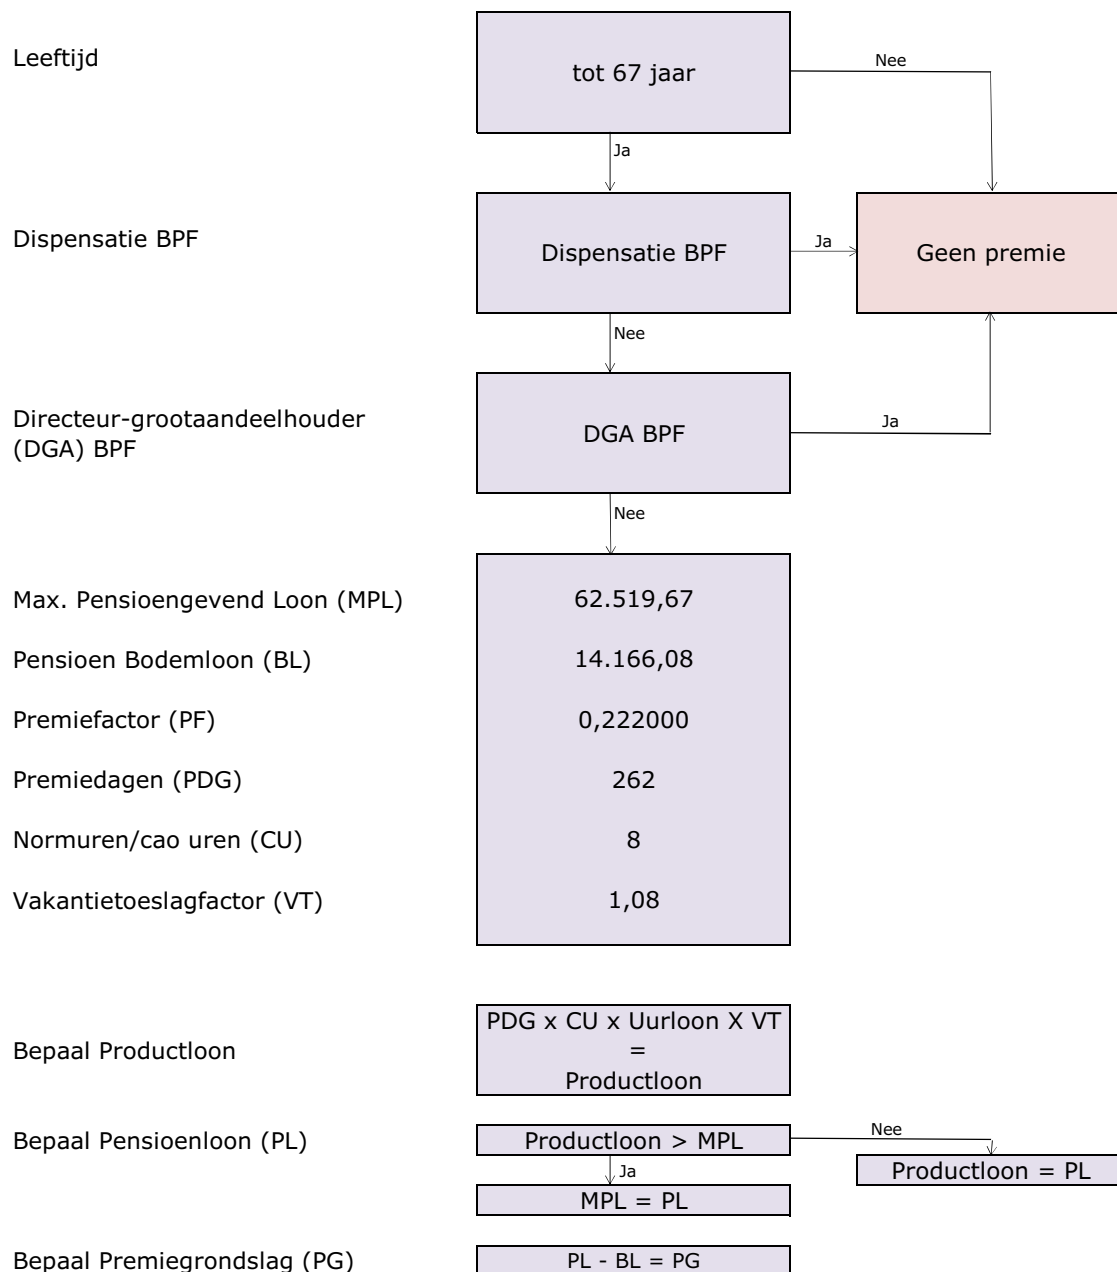 Leeftijd
tot 67 jaar
Nee
Ja
Dispensatie BPF
Dispensatie BPF
Ja
Geen premie
Nee
Directeur-grootaandeelhouder
(DGA) BPF
DGA BPF
Ja
Nee
Max. Pensioengevend Loon (MPL)
62.519,67
Pensioen Bodemloon (BL)
14.166,08
Premiefactor (PF)
0,222000
Premiedagen (PDG)
262
Normuren/cao uren (CU)
8
Vakantietoeslagfactor (VT)
1,08
Bepaal Productloon
PDG x CU x Uurloon X VT
=
Productloon
Bepaal Pensioenloon (PL)
Productloon > MPL
Nee
Productloon = PL
Ja
MPL = PL
Bepaal Premiegrondslag (PG)
PL - BL = PG